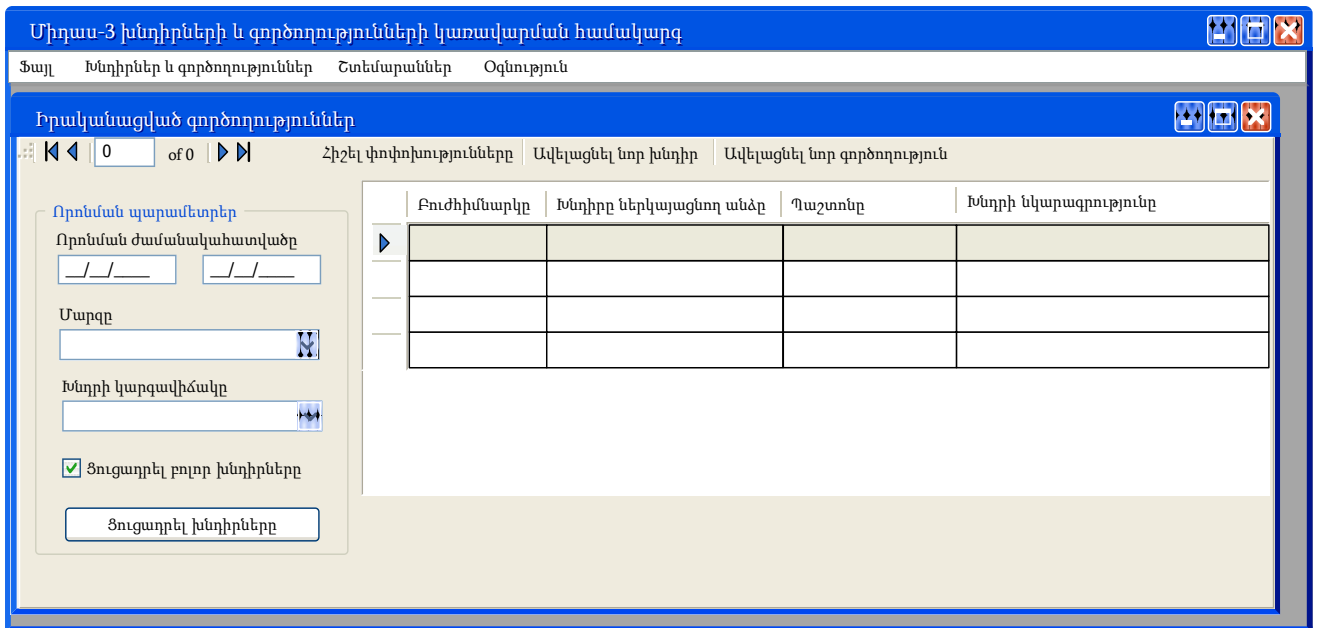 Միդաս-3 խնդիրների և գործողությունների կառավարման համակարգ
Ֆայլ Խնդիրներ և գործողություններ Շտեմարաններ Օգնություն
Իրականացված գործողություններ
0 of 0 Հիշել փոփոխությունները Ավելացնել նոր խնդիր Ավելացնել նոր գործողություն
Որոնման պարամետրեր
Որոնման ժամանակահատվածը
__/__/____ __/__/____
Մարզը
Խնդրի կարգավիճակը
Ցուցադրել բոլոր խնդիրները
Ցուցադրել խնդիրները
Բուժհիմնարկը Խնդիրը ներկայացնող անձը Պաշտոնը Խնդրի նկարագրությունը